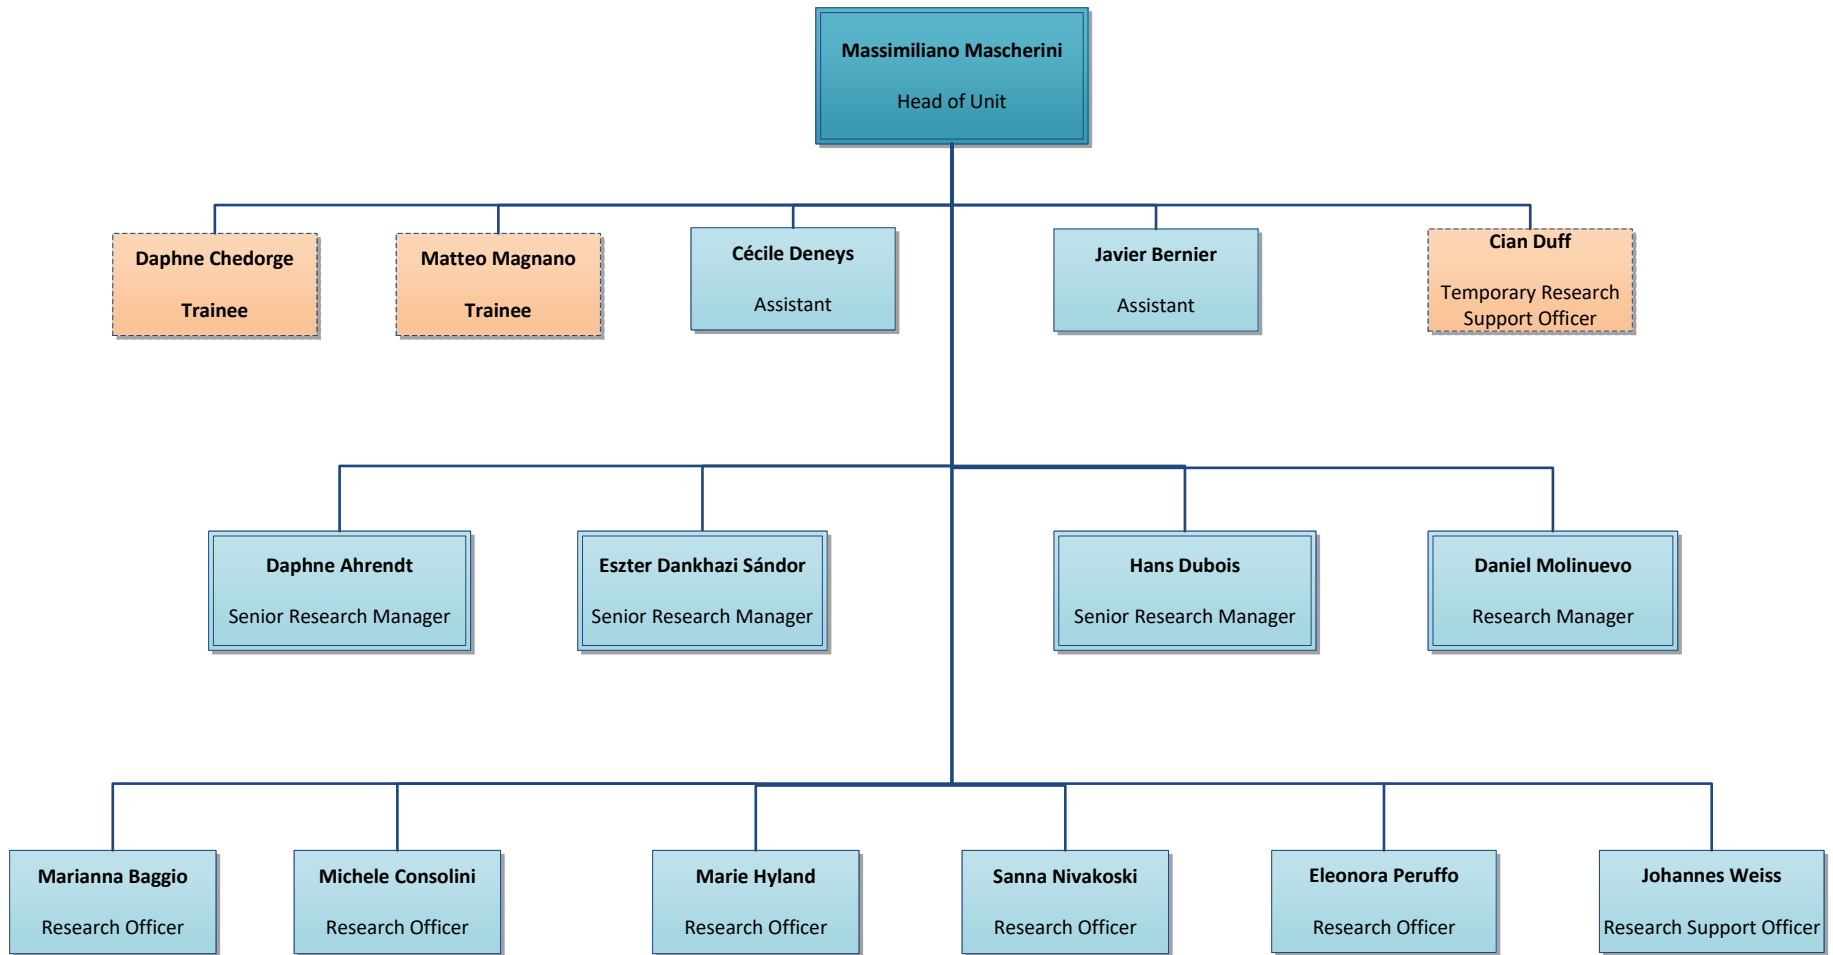 Massimiliano Mascherini
Head of Unit
Daphne Chedorge
Trainee
Matteo Magnano
Trainee
Cécile Deneys
Assistant
Javier Bernier
Assistant
Cian Duff
Temporary Research
Support Officer
Daphne Ahrendt
Senior Research Manager
Eszter Dankhazi Sándor
Senior Research Manager
Hans Dubois
Senior Research Manager
Daniel Molinuevo
Research Manager
Marianna Baggio
Research Officer
Michele Consolini
Research Officer
Marie Hyland
Research Officer
Sanna Nivakoski
Research Officer
Eleonora Peruffo
Research Officer
Johannes Weiss
Research Support Officer